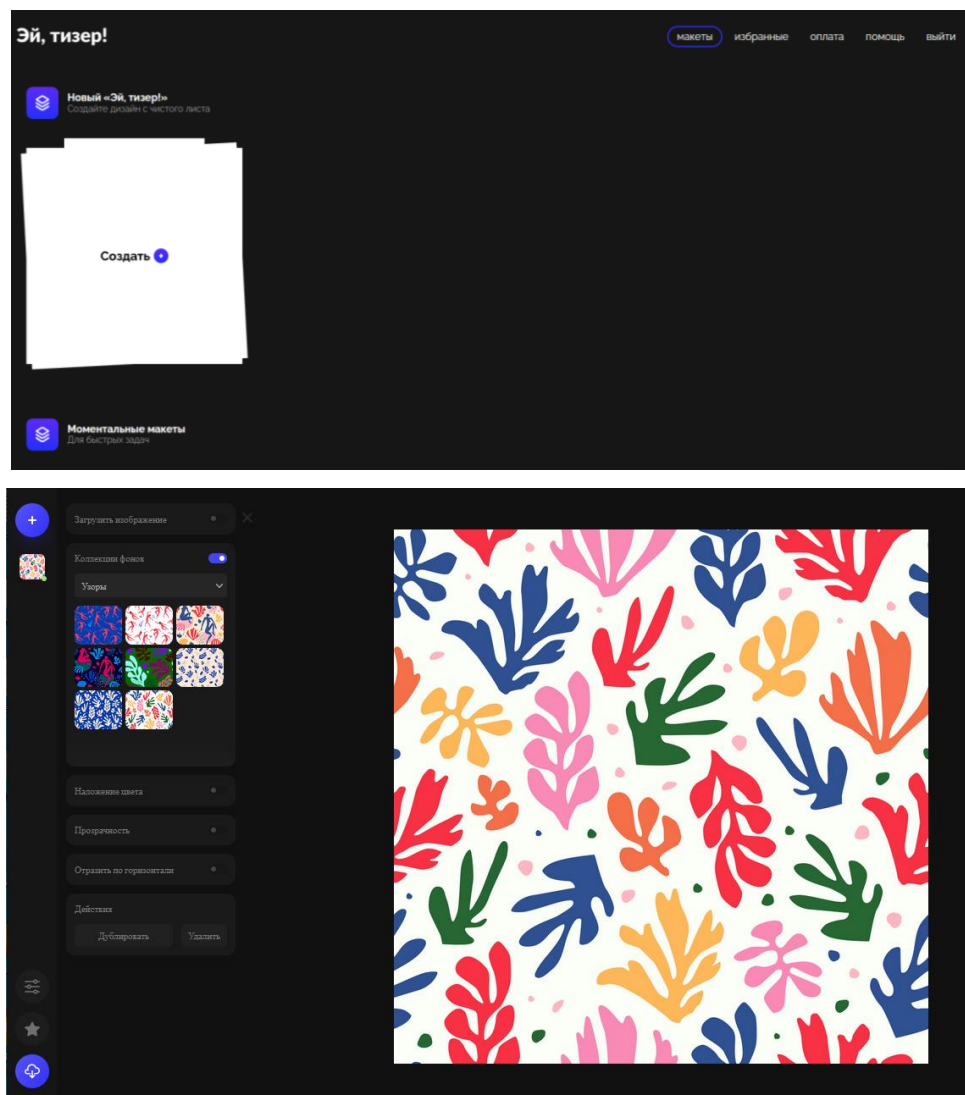 Эй, тизер!
макеты избранные оплата помощь выйти
Новый «Эй, тизер!»
Создайте дизайн с чистого листа
Создать
Моментальные макеты
Для быстрых задач
Загрузить изображение
Коллекции фонов
Узоры
Наложение цвета
Прозрачность
Отразить по горизонтали
Действия
Дублировать Удалить